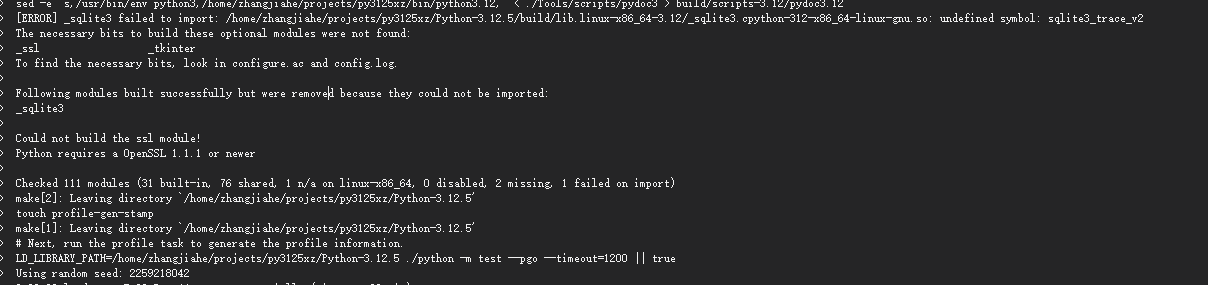 sed -e s,/usr/bin/env python3,/home/zhangjiahe/projects/py3125xz/bin/python3.12, < ./Tools/scripts/pydoc3 > build/scripts-3.12/pydoc3.12
[ERROR] _sqlite3 failed to import: /home/zhangjiahe/projects/py3125xz/Python-3.12.5/build/lib.linux-x86_64-3.12/_sqlite3.cpython-312-x86_64-linux-gnu.so: undefined symbol: sqlite3_trace_v2
The necessary bits to build these optional modules were not found:
_ssl _tkinter
To find the necessary bits, look in configure.ac and config.log.
Following modules built successfully but were removed because they could not be imported:
_sqlite3
Could not build the ssl module!
Python requires a OpenSSL 1.1.1 or newer
Checked 111 modules (31 built-in, 76 shared, 1 n/a on linux-x86_64, 0 disabled, 2 missing, 1 failed on import)
make[2]: Leaving directory `/home/zhangjiahe/projects/py3125xz/Python-3.12.5'
touch profile-gen-stamp
make[1]: Leaving directory `/home/zhangjiahe/projects/py3125xz/Python-3.12.5'
# Next, run the profile task to generate the profile information.
LD_LIBRARY_PATH=/home/zhangjiahe/projects/py3125xz/Python-3.12.5 ./python -m test --pgo --timeout=1200 || true
Using random seed: 2259218042